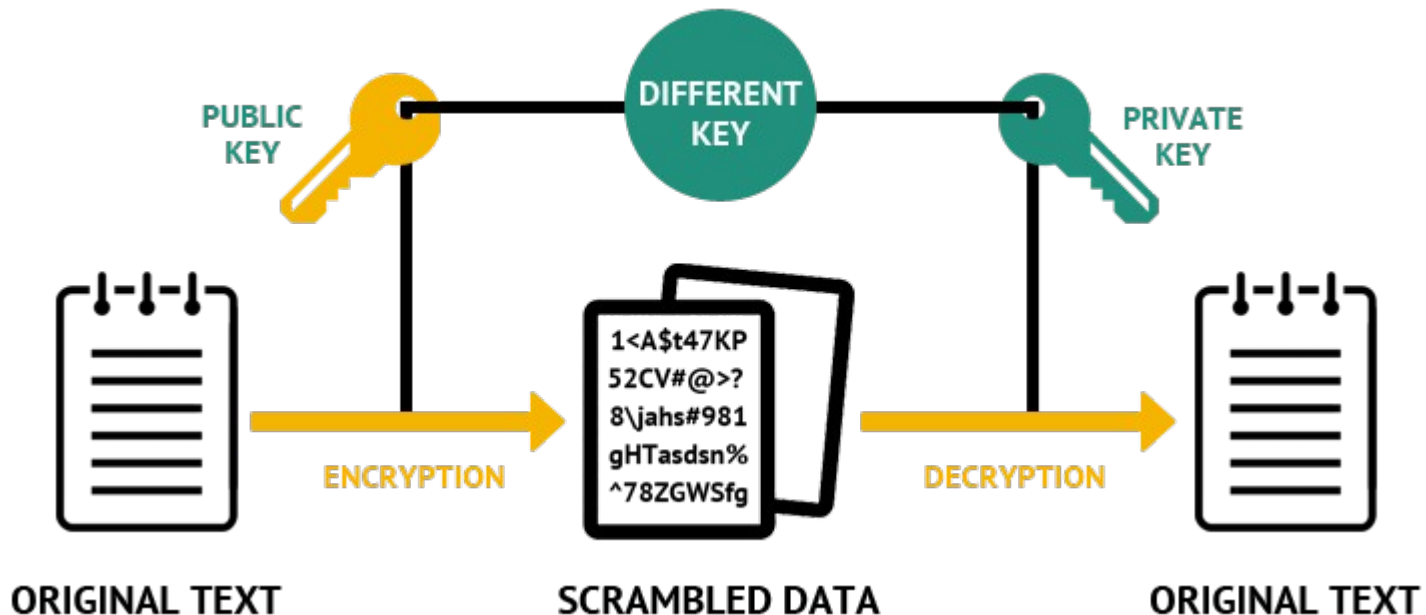 DIFFERENT
KEY
PUBLIC
KEY
PRIVATE
KEY
1<A$t47KP
52CV#@>?
8\jahs#981
gHTasdsn%
^78ZGWSfg
ENCRYPTION
DECRYPTION
ORIGINAL TEXT
SCRAMBLED DATA
ORIGINAL TEXT